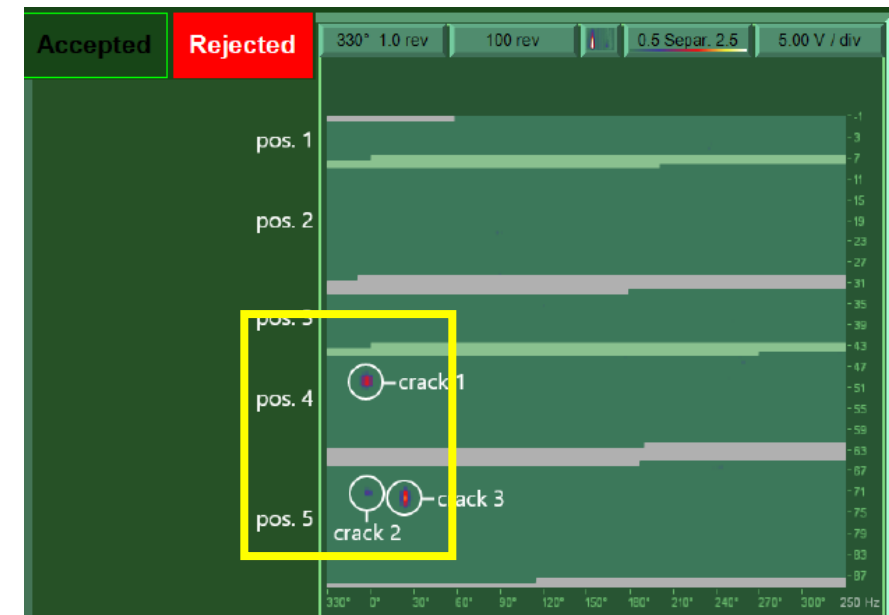 Accepted
Rejected
330° 1.0 rev
100 rev
0.5 Separ. 2.5
5.00 V / div
pos. 1
pos. 2
pos. 3
pos. 4
pos. 5
crack 1
crack 2
crack 3
-1
-3
-7
-11
-15
-19
-23
-27
-31
-35
-39
-43
-47
-51
-55
-59
-63
-67
-71
-75
-79
-83
-87
330° 0° 30° 60° 90° 120° 150° 180° 210° 240° 270° 300° 250 Hz